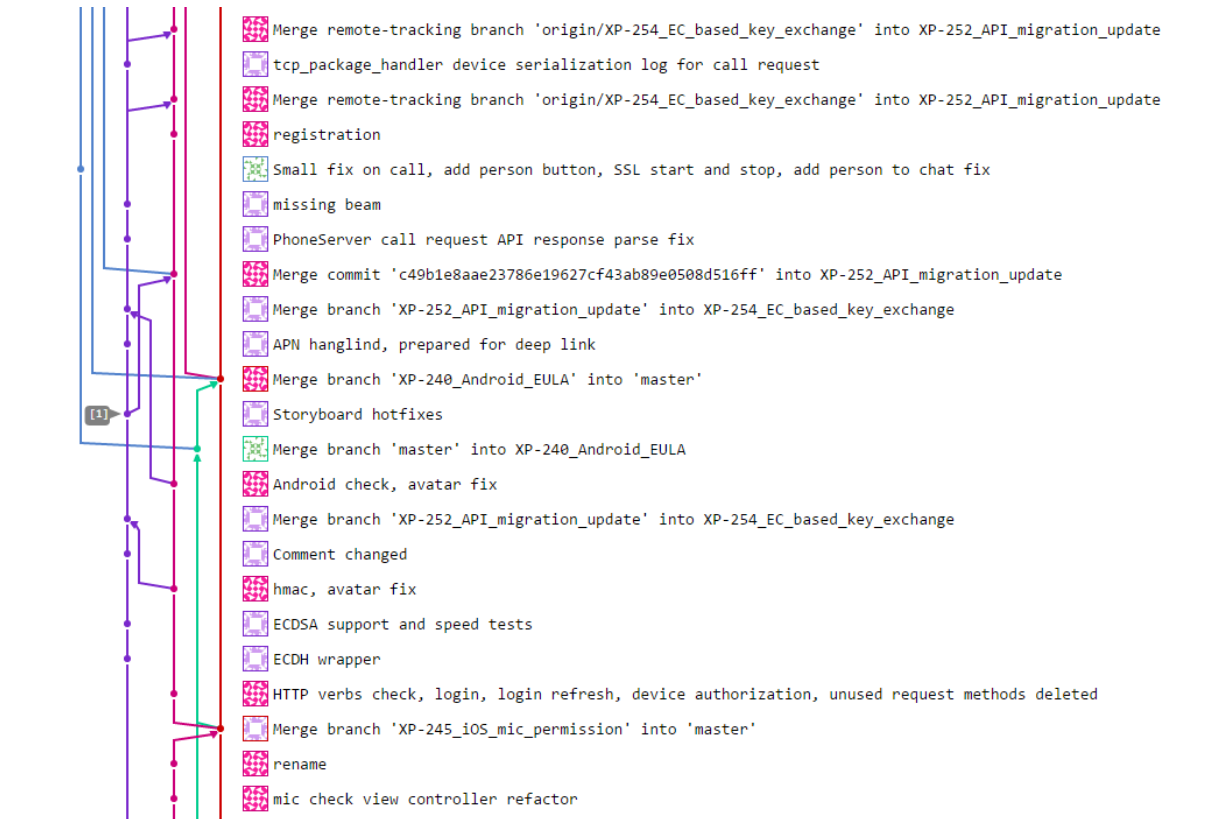 Merge remote-tracking branch 'origin/XP-254_EC_based_key_exchange' into XP-252_API_migration_update
tcp_package_handler device serialization log for call request
Merge remote-tracking branch 'origin/XP-254_EC_based_key_exchange' into XP-252_API_migration_update
registration
Small fix on call, add person button, SSL start and stop, add person to chat fix
missing beam
PhoneServer call request API response parse fix
Merge commit 'c49b1e8aae23786e19627cf43ab89e0508d516ff' into XP-252_API_migration_update
Merge branch 'XP-252_API_migration_update' into XP-254_EC_based_key_exchange
APN hanglind, prepared for deep link
Merge branch 'XP-240_Android_EULA' into 'master'
[1] Storyboard hotfixes
Merge branch 'master' into XP-240_Android_EULA
Android check, avatar fix
Merge branch 'XP-252_API_migration_update' into XP-254_EC_based_key_exchange
Comment changed
hmac, avatar fix
ECDSA support and speed tests
ECDH wrapper
HTTP verbs check, login, login refresh, device authorization, unused request methods deleted
Merge branch 'XP-245_iOS_mic_permission' into 'master'
rename
mic check view controller refactor